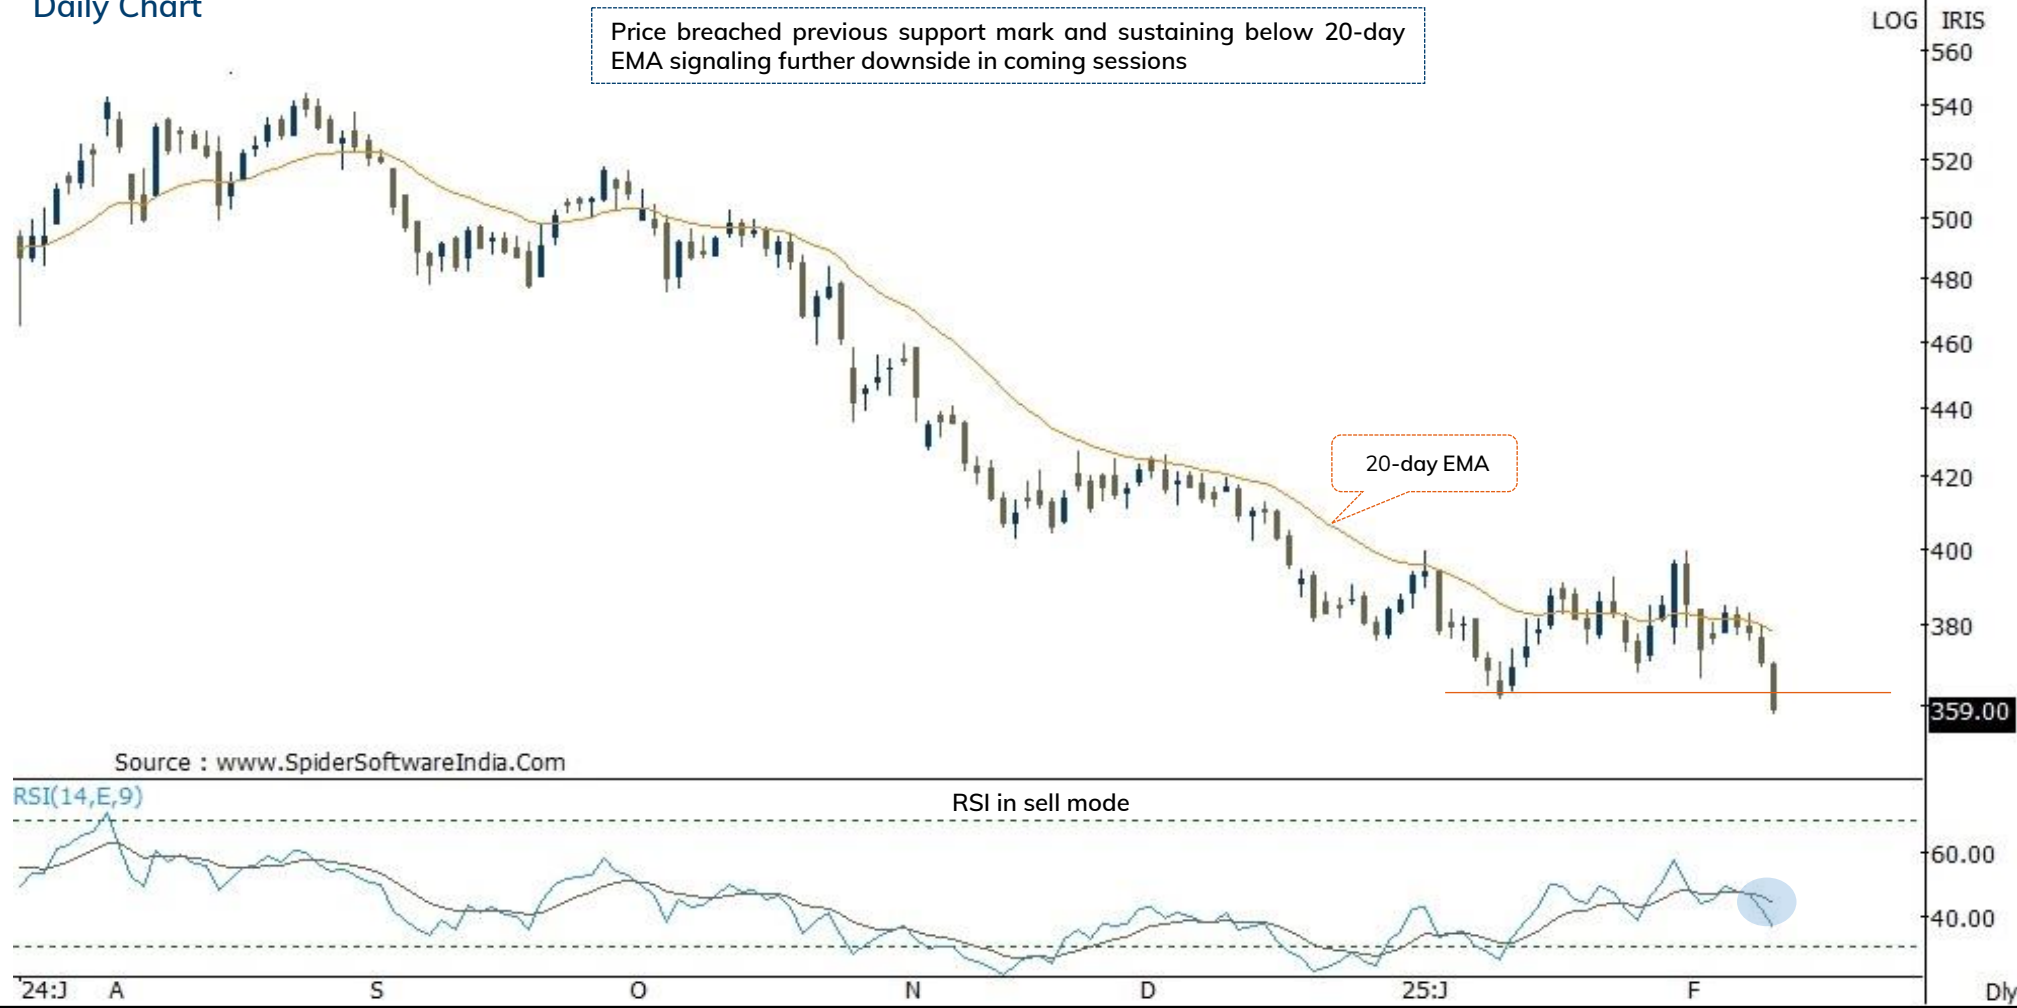 Daily Chart
Price breached previous support mark and sustaining below 20-day
EMA signaling further downside in coming sessions
LOG
IRIS
560
540
520
500
480
460
440
420
400
380
359.00
20-day EMA
Source : www.SpiderSoftwareIndia.Com
RSI(14,E,9)
RSI in sell mode
60.00
40.00
'24:J A S O N D 25:J F Dly